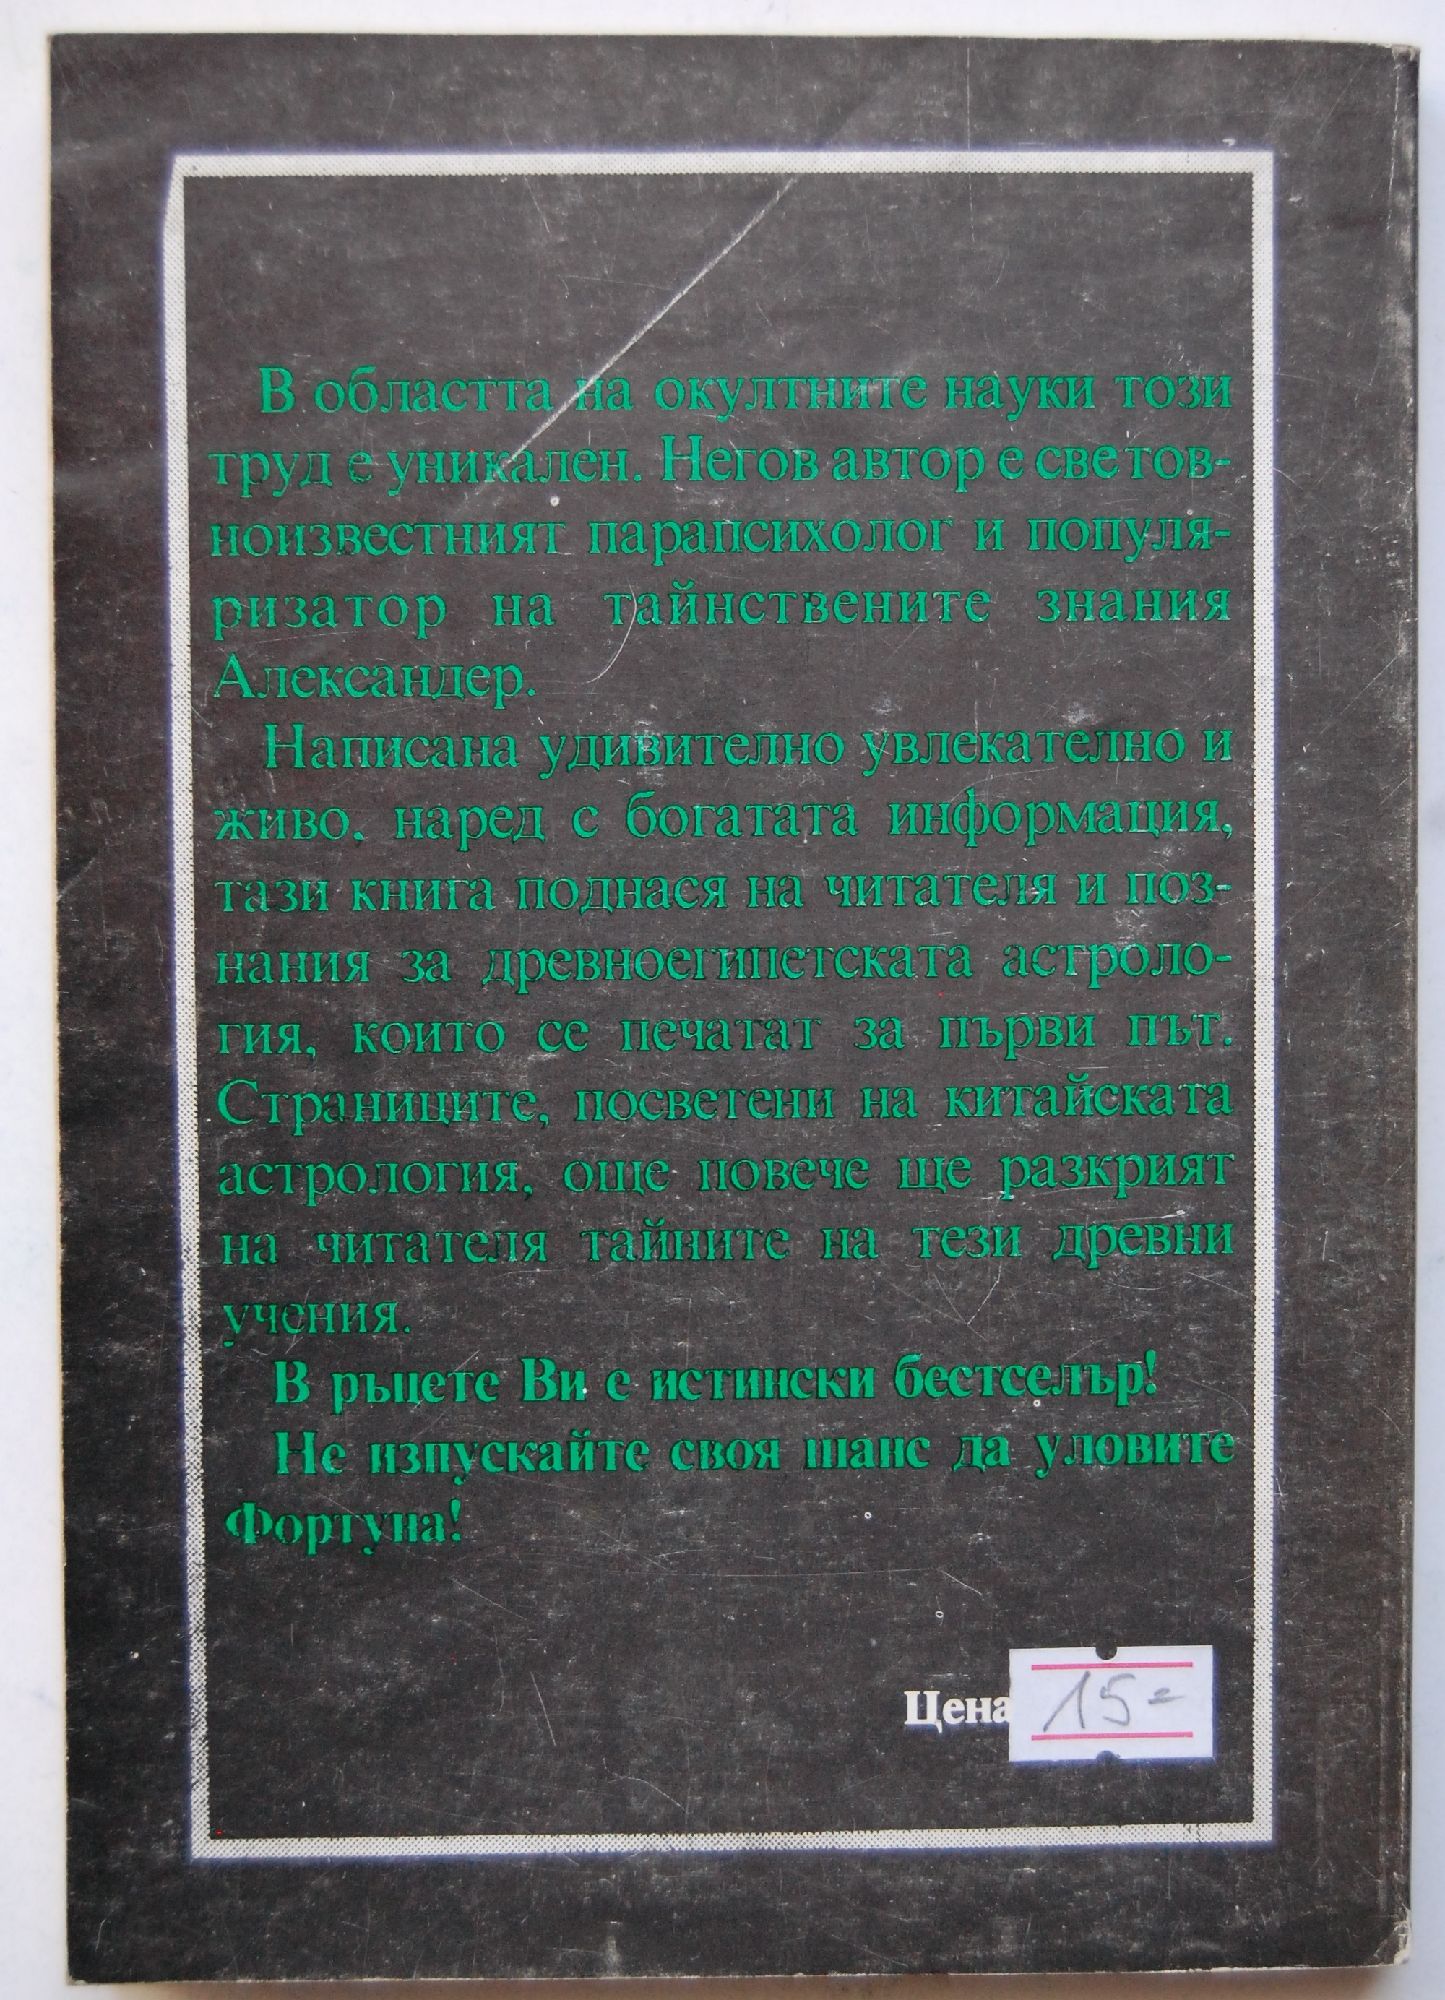 В областта на окултните науки този
труд е уникален. Негов автор е светов-
ноизвестният парапсихолог и популя-
ризатор на тайнствените знания
Александер.
Написана удивително увлекателно и
живо, наред с богатата информация,
тази книга поднася на читателя и поз-
нания за древноегипетската астроло-
гия, които се печатат за първи път.
Страниците, посветени на китайската
астрология, още повече ще разкрият
на читателя тайните на тези древни
учения.
В ръцете Ви е истински бестселър!
Не изпускайте своя шанс да уловите
Фортуна!
Цена 15=